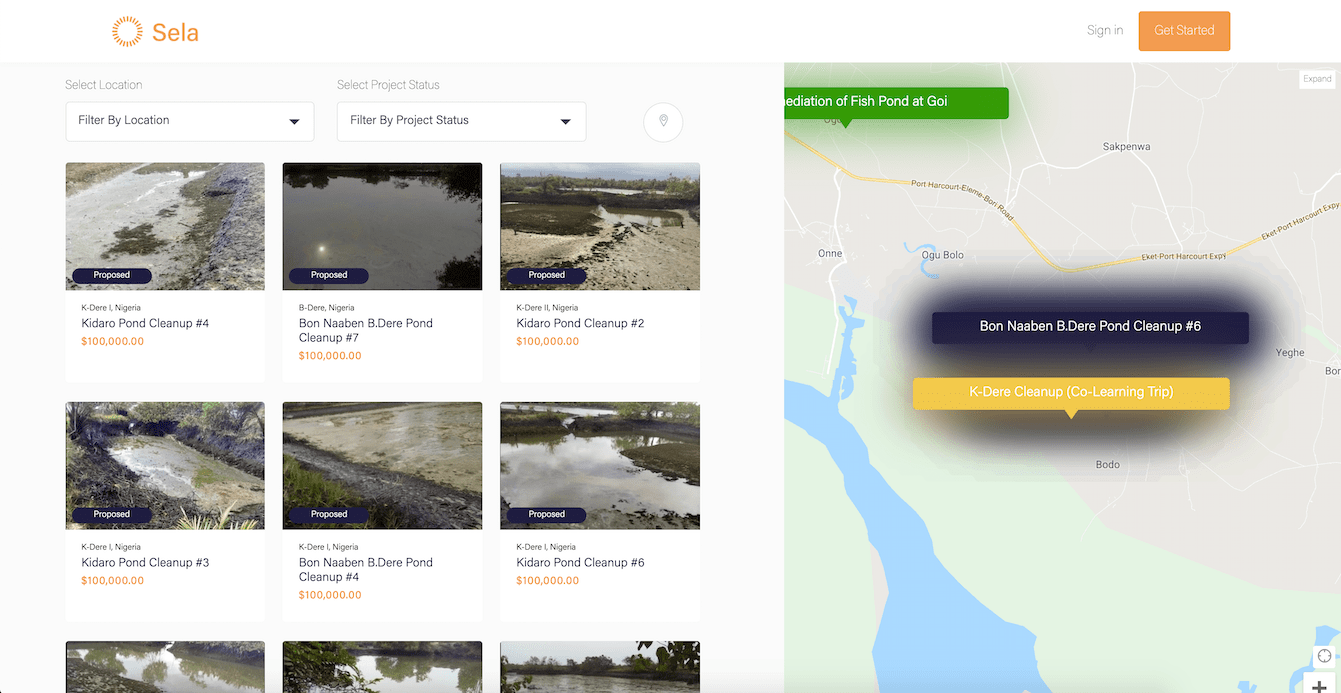 Sela
Sign in
Get Started
Select Location
Select Project Status
Filter By Location
Filter By Project Status
Proposed
Proposed
Proposed
K-Dere I, Nigeria
Kidaro Pond Cleanup #4
$100,000.00
B-Dere, Nigeria
Bon Naaben B.Dere Pond
Cleanup #7
$100,000.00
K-Dere II, Nigeria
Kidaro Pond Cleanup #2
$100,000.00
Proposed
Proposed
Proposed
K-Dere I, Nigeria
Kidaro Pond Cleanup #3
$100,000.00
K-Dere I, Nigeria
Bon Naaben B.Dere Pond
Cleanup #4
$100,000.00
K-Dere I, Nigeria
Kidaro Pond Cleanup #6
$100,000.00
Expand
ediation of Fish Pond at Goi
Sakpenwa
Port Harcourt-Eleme-Bori Road
Eket-Port Harcourt Expy
Onne
Ogu Bolo
Eket-Port Harcourt Expy
Bon Naaben B.Dere Pond Cleanup #6
Yeghe
Bor
K-Dere Cleanup (Co-Learning Trip)
Bodo